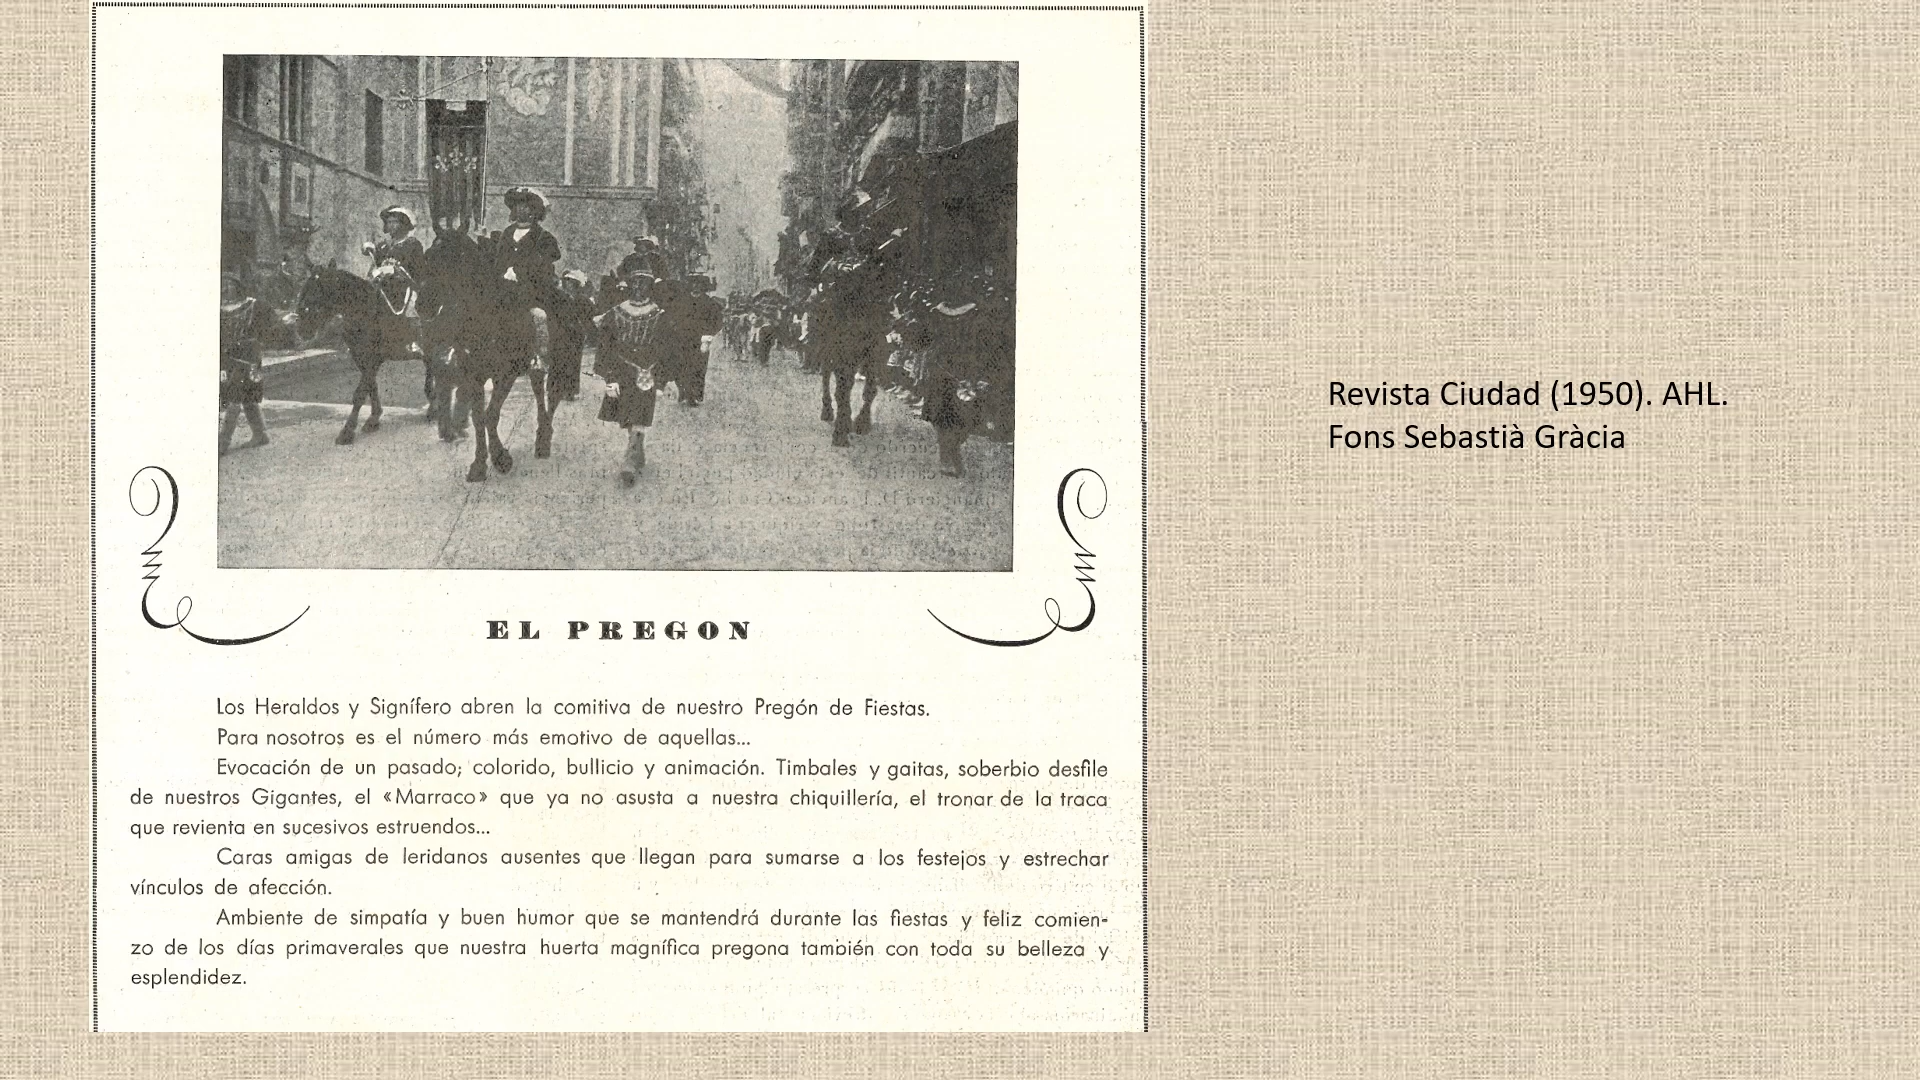 EL PREGON
Los Heraldos y Signífero abren la comitiva de nuestro Pregón de Fiestas.
Para nosotros es el número más emotivo de aquellas...
Evocación de un pasado; colorido, bullicio y animación. Timbales y gaitas, soberbio desfile
de nuestros Gigantes, el «Marraco» que ya no asusta a nuestra chiquillería, el tronar de la traca
que revienta en sucesivos estruendos...
Caras amigas de leridanos ausentes que llegan para sumarse a los festejos y estrechar
vínculos de afección.
Ambiente de simpatía y buen humor que se mantendrá durante las fiestas y feliz comien-
zo de los días primaverales que nuestra huerta magnífica pregona también con toda su belleza y
esplendidez.
Revista Ciudad (1950). AHL.
Fons Sebastià Gràcia